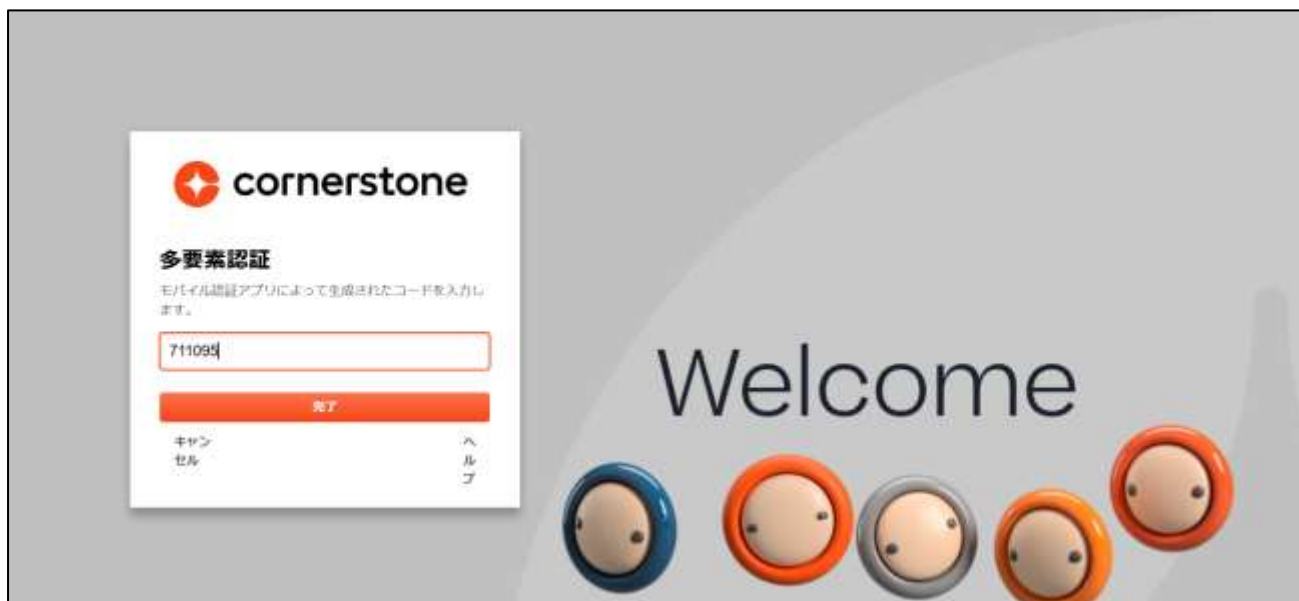 cornerstone
多要素認証
モバイル認証アプリによって生成されたコードを入力し
ます。
711095
完了
キャン
セル
ヘ
ル
プ
Welcome